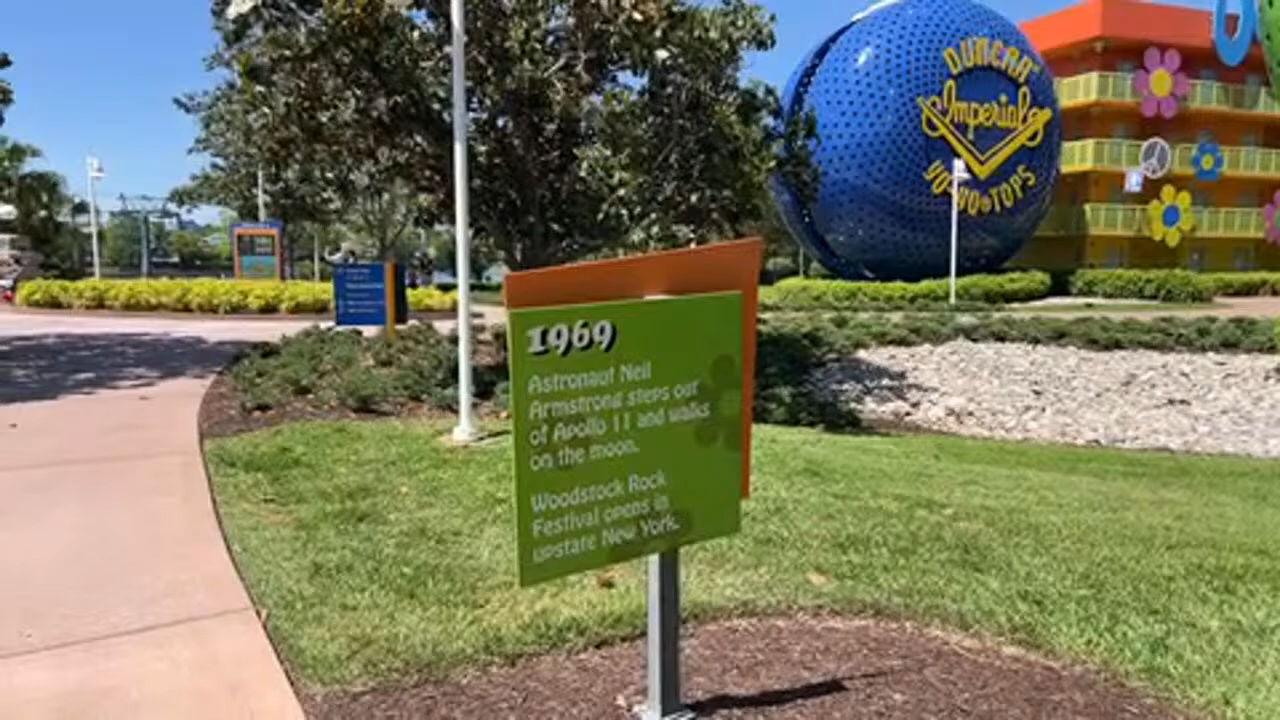 DUNCAN
Imperial
YO-YO TOPS
1969
Astronaut Neil
Armstrong steps out
of Apollo 11 and walks
on the moon.
Woodstock Rock
Festival opens in
upstate New York.